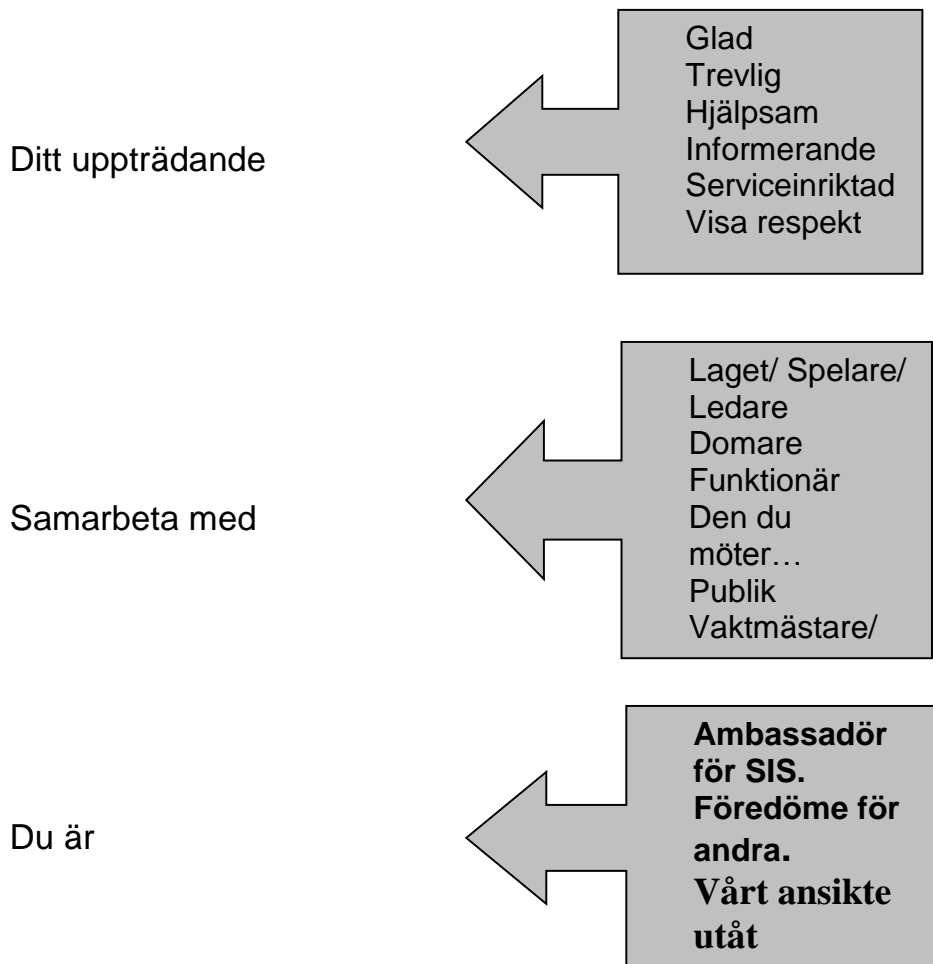 Ditt uppträdande
Glad
Trevlig
Hjälpsam
Informerande
Serviceinriktad
Visa respekt
Samarbeta med
Laget/ Spelare/
Ledare
Domare
Funktionär
Den du
möter…
Publik
Vaktmästare/
Du är
Ambassadör
för SIS.
Föredöme för
andra.
Vårt ansikte
utåt